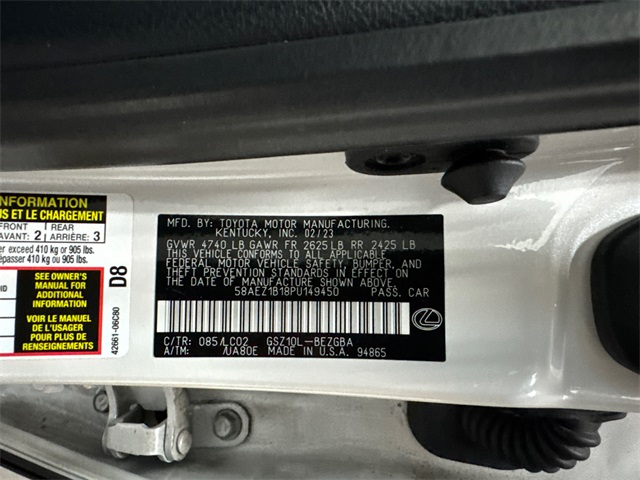 INFORMATION
US ET LE CHARGEMENT
FRONT
AVANT: 2
REAR
ARRIÈRE: 3
er exceed 410 kg or 905 lbs.
dépasser 410 kg ou 905 lb.
SEE OWNER'S
MANUAL FOR
ADDITIONAL
INFORMATION
VOIR LE MANUEL
DE L'USAGER
POUR PLUS DE
RENSEIGNEMENTS
D8
42661-06C80
MFD. BY: TOYOTA MOTOR MANUFACTURING,
KENTUCKY, INC. 02/23
GVWR 4740 LB GAWR FR 2625 LB RR 2425 LB
THIS VEHICLE CONFORMS TO ALL APPLICABLE
FEDERAL MOTOR VEHICLE SAFETY, BUMPER, AND
THEFT PREVENTION STANDARDS IN EFFECT ON
THE DATE OF MANUFACTURE SHOWN ABOVE.
58AEZ1B18PU149450 PASS. CAR
C/TR: 085/LC02 GSZ10L-BEZGBA
A/TM: /UA80E MADE IN U.S.A. 94865